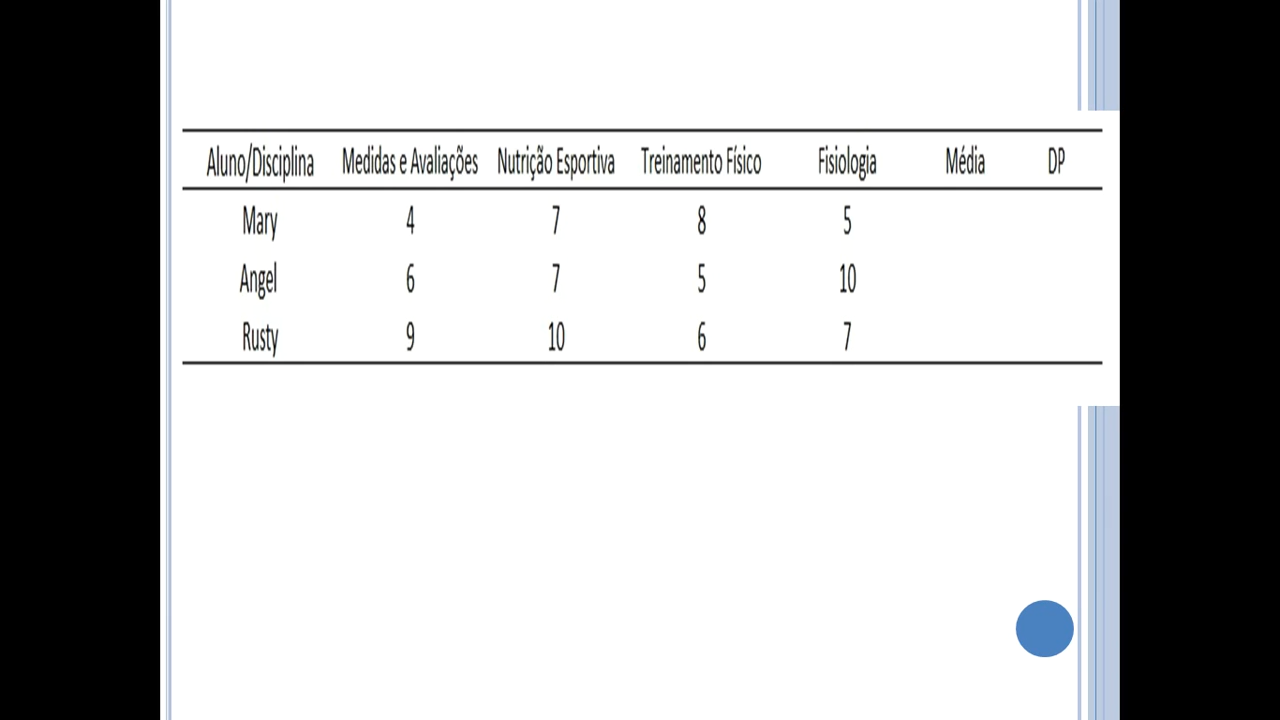 Aluno/Disciplina Medidas e Avaliações Nutrição Esportiva Treinamento Físico Fisiologia Média DP
Mary 4 7 8 5
Angel 6 7 5 10
Rusty 9 10 6 7